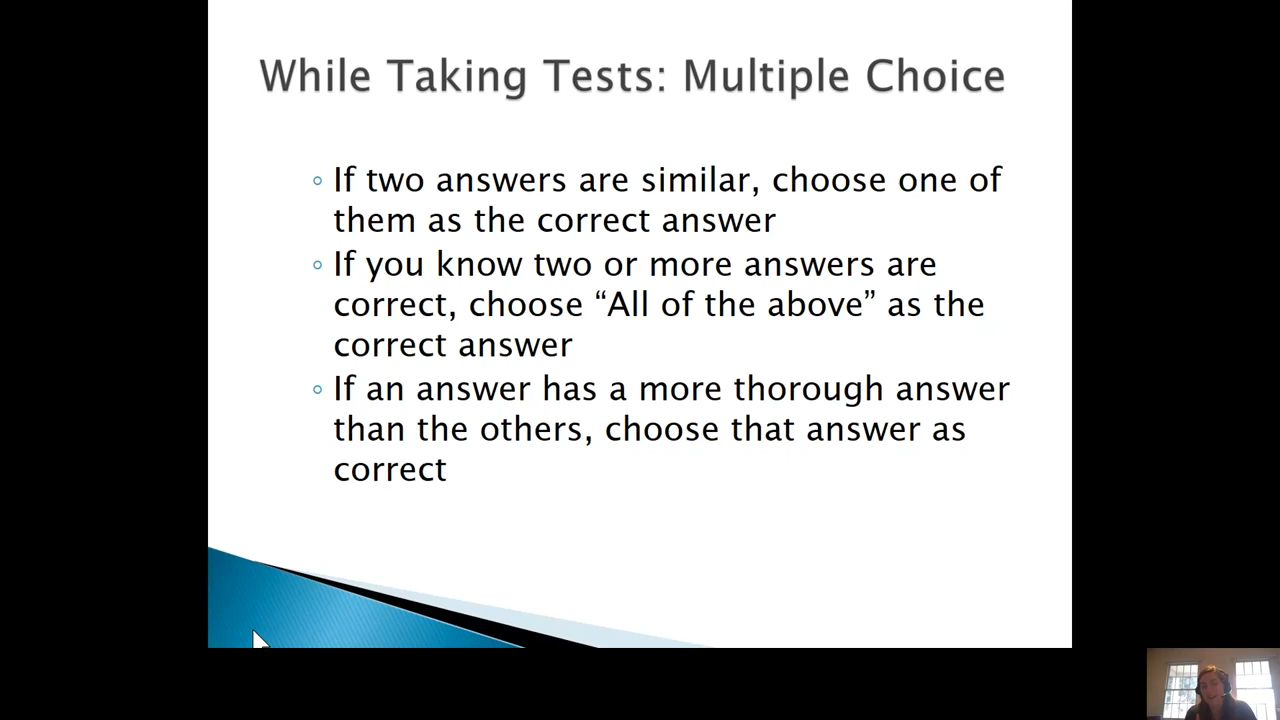 While Taking Tests: Multiple Choice
◦ If two answers are similar, choose one of
them as the correct answer
◦ If you know two or more answers are
correct, choose “All of the above” as the
correct answer
◦ If an answer has a more thorough answer
than the others, choose that answer as
correct